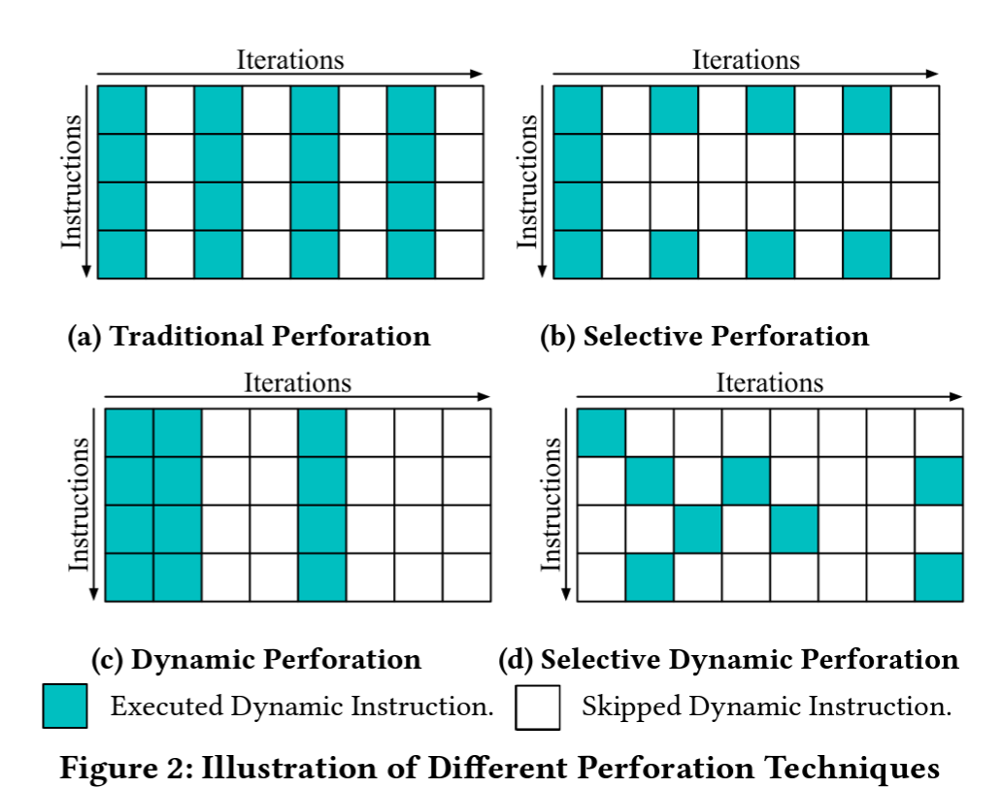 Iterations
Iterations
Instructions
Instructions
(a) Traditional Perforation
(b) Selective Perforation
Iterations
Iterations
Instructions
Instructions
(c) Dynamic Perforation
(d) Selective Dynamic Perforation
Executed Dynamic Instruction.
Skipped Dynamic Instruction.
Figure 2: Illustration of Different Perforation Techniques